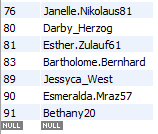 76 Janelle.Nikolaus81
80 Darby_Herzog
81 Esther.Zulauf61
83 Bartholome.Bernhard
89 Jessyca_West
90 Esmeralda.Mraz57
91 Bethany20
NULL NULL